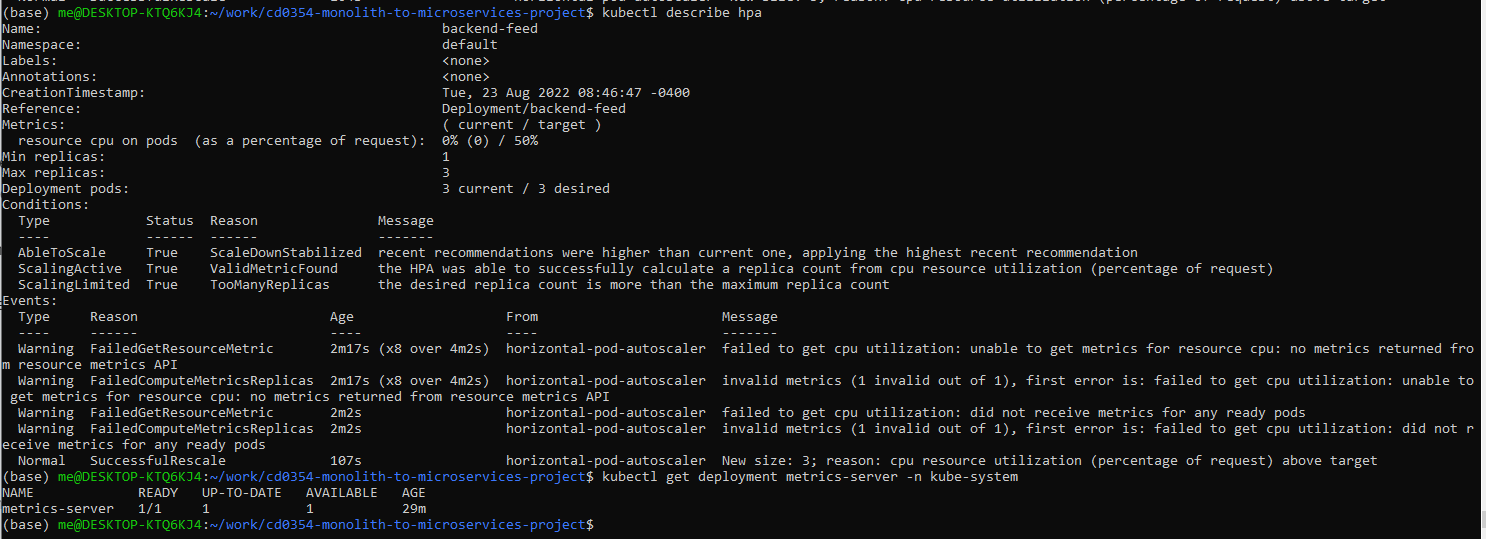 (base) me@DESKTOP-KTQ6KJ4:~/work/cd0354-monolith-to-microservices-project$ kubectl describe hpa
Name:                                                  backend-feed
Namespace:                                             default
Labels:                                                <none>
Annotations:                                           <none>
CreationTimestamp:                                     Tue, 23 Aug 2022 08:46:47 -0400
Reference:                                             Deployment/backend-feed
Metrics:                                               ( current / target )
  resource cpu on pods  (as a percentage of request):  0% (0) / 50%
Min replicas:                                          1
Max replicas:                                          3
Deployment pods:                                       3 current / 3 desired
Conditions:
  Type            Status  Reason               Message
  ----            ------  ------               -------
  AbleToScale     True    ScaleDownStabilized  recent recommendations were higher than current one, applying the highest recent recommendation
  ScalingActive   True    ValidMetricFound     the HPA was able to successfully calculate a replica count from cpu resource utilization (percentage of request)
  ScalingLimited  True    TooManyReplicas      the desired replica count is more than the maximum replica count
Events:
  Type     Reason                        Age                   From                       Message
  ----     ------                        ----                  ----                       -------
  Warning  FailedGetResourceMetric       2m17s (x8 over 4m2s)  horizontal-pod-autoscaler  failed to get cpu utilization: unable to get metrics for resource cpu: no metrics returned fro
m resource metrics API
  Warning  FailedComputeMetricsReplicas  2m17s (x8 over 4m2s)  horizontal-pod-autoscaler  invalid metrics (1 invalid out of 1), first error is: failed to get cpu utilization: unable to
 get metrics for resource cpu: no metrics returned from resource metrics API
  Warning  FailedGetResourceMetric       2m2s                  horizontal-pod-autoscaler  failed to get cpu utilization: did not receive metrics for any ready pods
  Warning  FailedComputeMetricsReplicas  2m2s                  horizontal-pod-autoscaler  invalid metrics (1 invalid out of 1), first error is: failed to get cpu utilization: did not r
eceive metrics for any ready pods
  Normal   SuccessfulRescale             107s                  horizontal-pod-autoscaler  New size: 3; reason: cpu resource utilization (percentage of request) above target
(base) me@DESKTOP-KTQ6KJ4:~/work/cd0354-monolith-to-microservices-project$ kubectl get deployment metrics-server -n kube-system
NAME             READY   UP-TO-DATE   AVAILABLE   AGE
metrics-server   1/1     1            1           29m
(base) me@DESKTOP-KTQ6KJ4:~/work/cd0354-monolith-to-microservices-project$